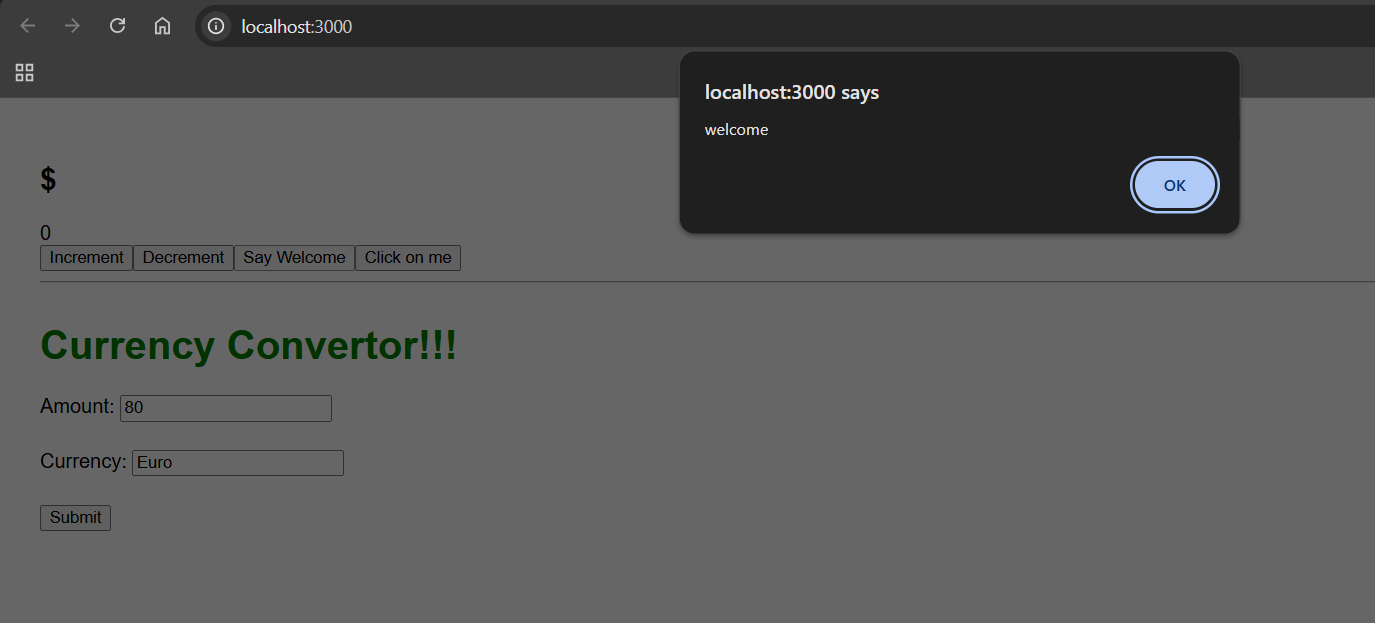 localhost:3000
localhost:3000 says
welcome
OK
$
0
Increment Decrement Say Welcome Click on me
Currency Convertor!!!
Amount: 80
Currency: Euro
Submit